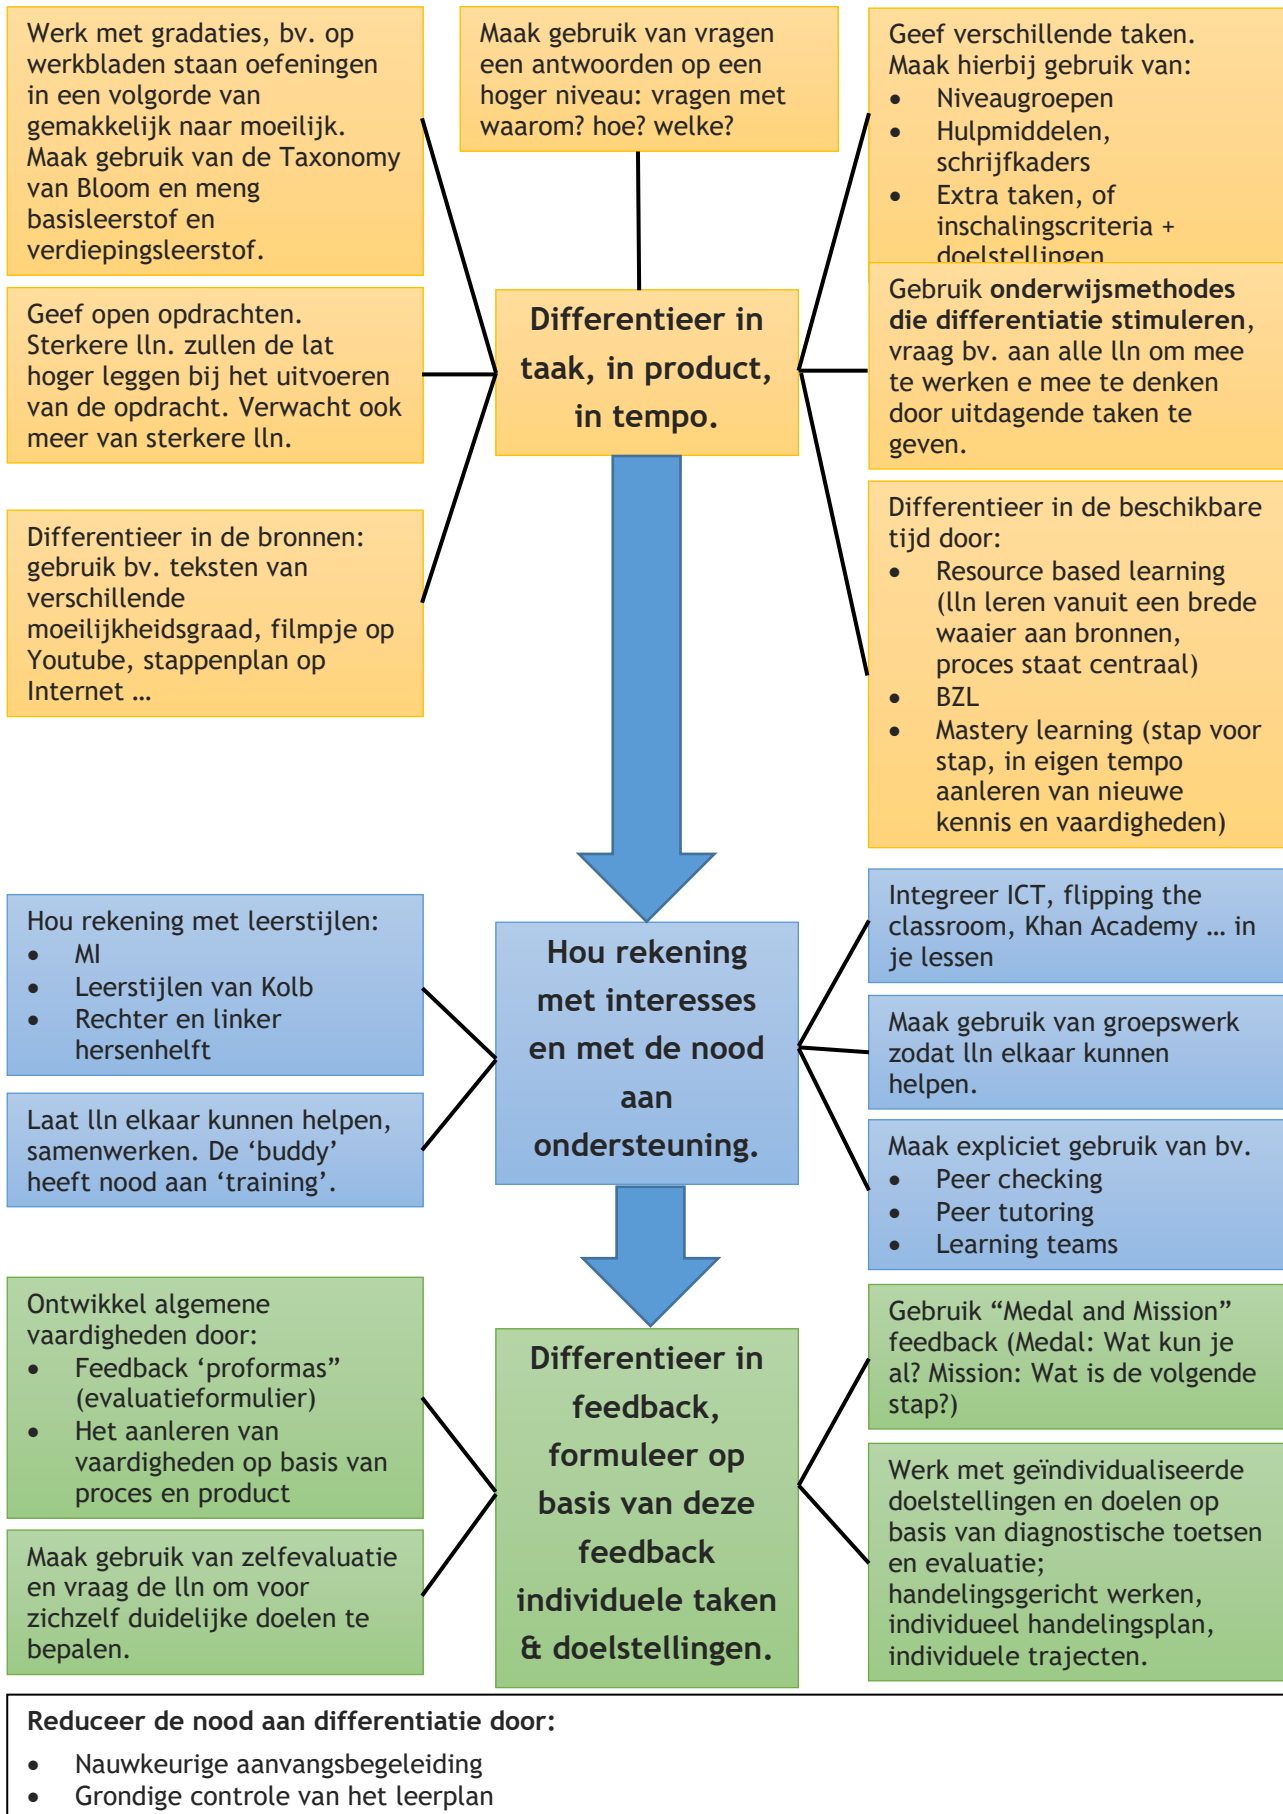 Werk met gradaties, bv. op
werkbladen staan oefeningen
in een volgorde van
gemakkelijk naar moeilijk.
Maak gebruik van de Taxonomy
van Bloom en meng
basisleerstof en
verdiepingsleerstof.
Maak gebruik van vragen
een antwoorden op een
hoger niveau: vragen met
waarom? hoe? welke?
Geef verschillende taken.
Maak hierbij gebruik van:
• Niveaugroepen
• Hulpmiddelen,
schrijfkaders
• Extra taken, of
inschalingscriteria +
doelstellingen
Geef open opdrachten.
Sterkere lln. zullen de lat
hoger leggen bij het uitvoeren
van de opdracht. Verwacht ook
meer van sterkere lln.
Differentieer in
taak, in product,
in tempo.
Gebruik onderwijsmethodes
die differentiatie stimuleren,
vraag bv. aan alle lln om mee
te werken e mee te denken
door uitdagende taken te
geven.
Differentieer in de bronnen:
gebruik bv. teksten van
verschillende
moeilijkheidsgraad, filmpje op
Youtube, stappenplan op
Internet …
Differentieer in de beschikbare
tijd door:
• Resource based learning
(lln leren vanuit een brede
waaier aan bronnen,
proces staat centraal)
• BZL
• Mastery learning (stap voor
stap, in eigen tempo
aanleren van nieuwe
kennis en vaardigheden)
Hou rekening met leerstijlen:
• MI
• Leerstijlen van Kolb
• Rechter en linker
hersenhelft
Laat lln elkaar kunnen helpen,
samenwerken. De ‘buddy’
heeft nood aan ‘training’.
Hou rekening
met interesses
en met de nood
aan
ondersteuning.
Integreer ICT, flipping the
classroom, Khan Academy … in
je lessen
Maak gebruik van groepswerk
zodat lln elkaar kunnen
helpen.
Maak expliciet gebruik van bv.
• Peer checking
• Peer tutoring
• Learning teams
Ontwikkel algemene
vaardigheden door:
• Feedback ‘proformas”
(evaluatieformulier)
• Het aanleren van
vaardigheden op basis van
proces en product
Maak gebruik van zelfevaluatie
en vraag de lln om voor
zichzelf duidelijke doelen te
bepalen.
Differentieer in
feedback,
formuleer op
basis van deze
feedback
individuele taken
& doelstellingen.
Gebruik “Medal and Mission”
feedback (Medal: Wat kun je
al? Mission: Wat is de volgende
stap?)
Werk met geïndividualiseerde
doelstellingen en doelen op
basis van diagnostische toetsen
en evaluatie;
handelingsgericht werken,
individueel handelingsplan,
individuele trajecten.
Reduceer de nood aan differentiatie door:
• Nauwkeurige aanvangsbegeleiding
• Grondige controle van het leerplan